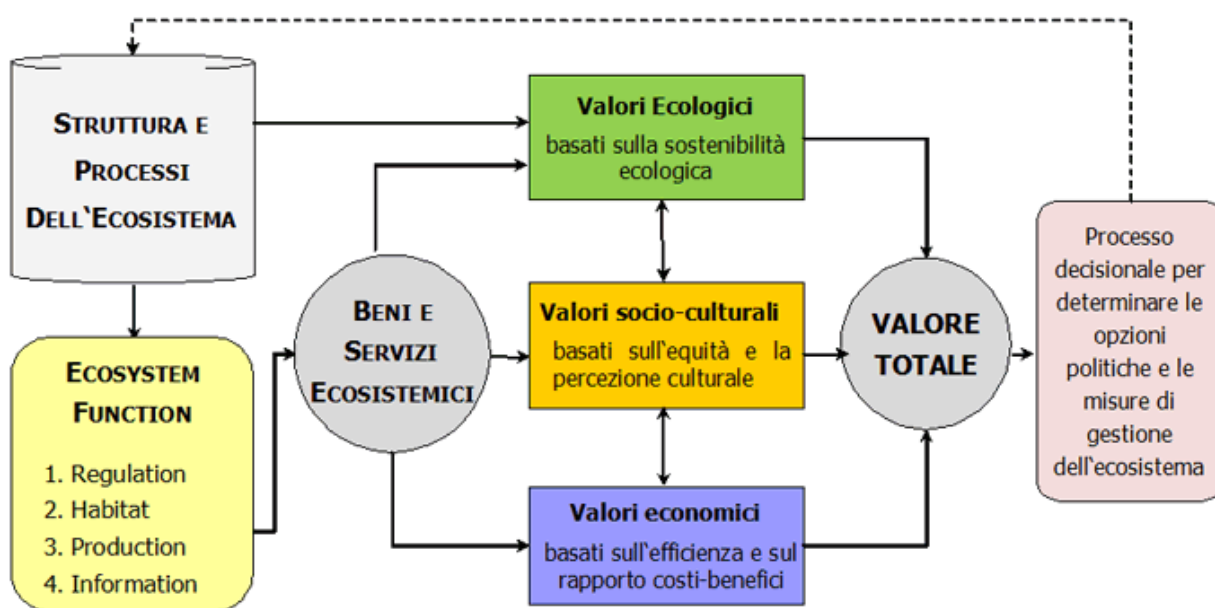 STRUTTURA E
PROCESSI
DELL‛ECOSISTEMA
ECOSYSTEM
FUNCTION
1. Regulation
2. Habitat
3. Production
4. Information
BENI E
SERVIZI
ECOSISTEMICI
Valori Ecologici
basati sulla sostenibilità
ecologica
Valori socio-culturali
basati sull‛equità e la
percezione culturale
Valori economici
basati sull‛efficienza e sul
rapporto costi-benefici
VALORE
TOTALE
Processo
decisionale per
determinare le
opzioni
politiche e le
misure di
gestione
dell‛ecosistema